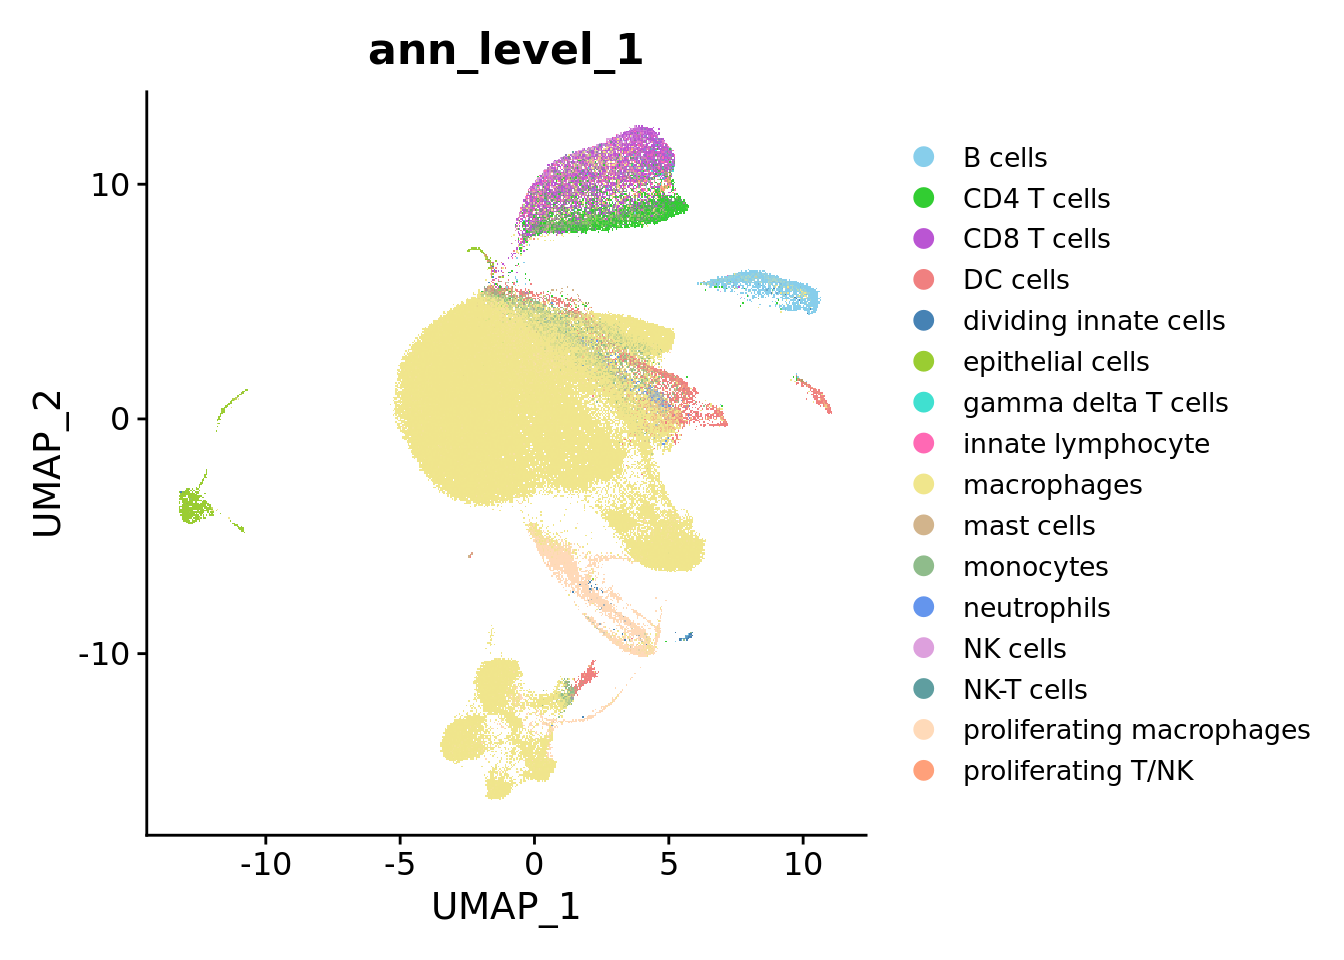 ann_level_1
10
0
-10
UMAP_2
-10
-5
0
5
10
UMAP_1
B cells
CD4 T cells
CD8 T cells
DC cells
dividing innate cells
epithelial cells
gamma delta T cells
innate lymphocyte
macrophages
mast cells
monocytes
neutrophils
NK cells
NK-T cells
proliferating macrophages
proliferating T/NK